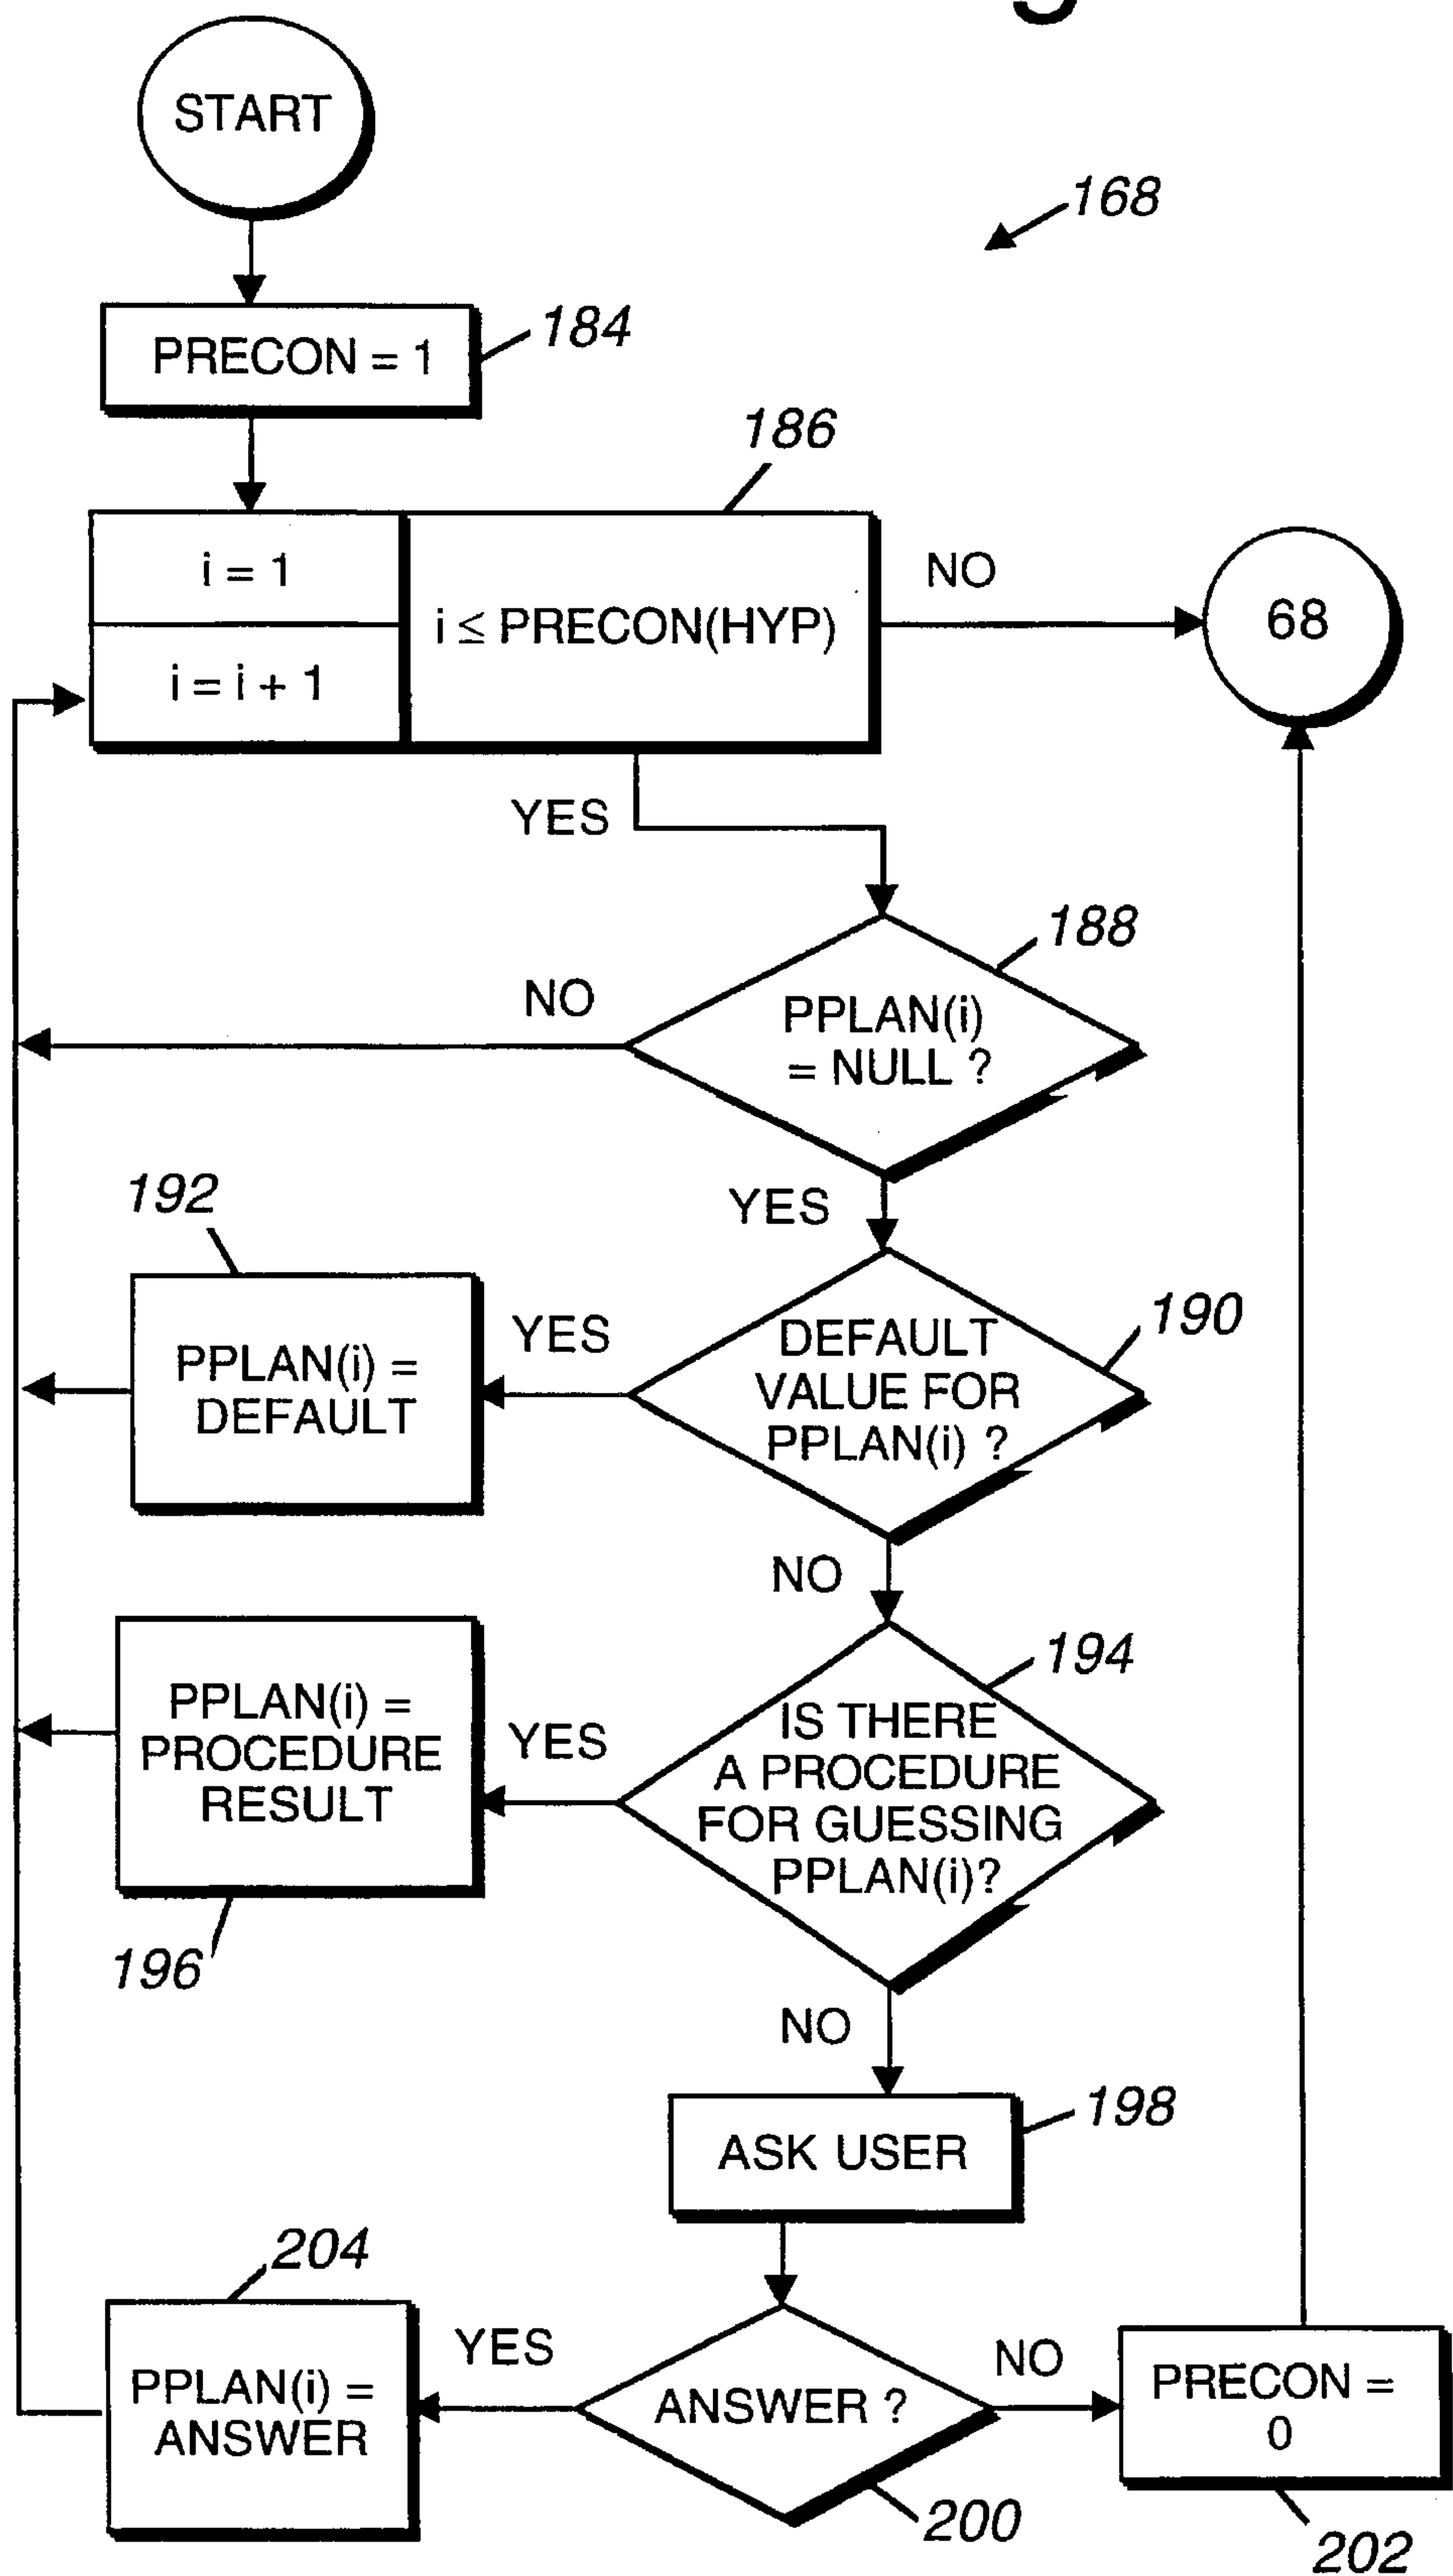 START
168
PRECON = 1
184
186
i = 1
i = i + 1
i ≤ PRECON(HYP)
NO
68
YES
188
PPLAN(i)
= NULL ?
NO
YES
192
PPLAN(i) =
DEFAULT
YES
190
DEFAULT
VALUE FOR
PPLAN(i) ?
NO
194
IS THERE
A PROCEDURE
FOR GUESSING
PPLAN(i)?
YES
PPLAN(i) =
PROCEDURE
RESULT
196
NO
198
ASK USER
204
PPLAN(i) =
ANSWER
YES
ANSWER ?
NO
PRECON =
0
200
202